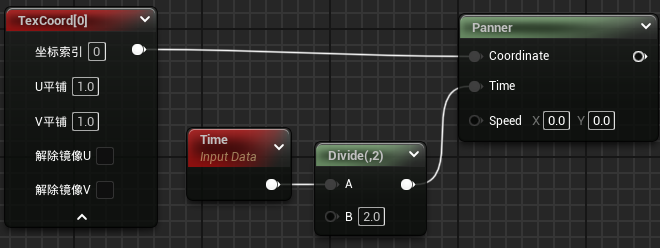 TexCoord[0]
坐标索引 0
U平铺 1.0
V平铺 1.0
解除镜像U
解除镜像V
Time
Input Data
Divide(,2)
A
B 2.0
Panner
Coordinate
Time
Speed X 0.0 Y 0.0